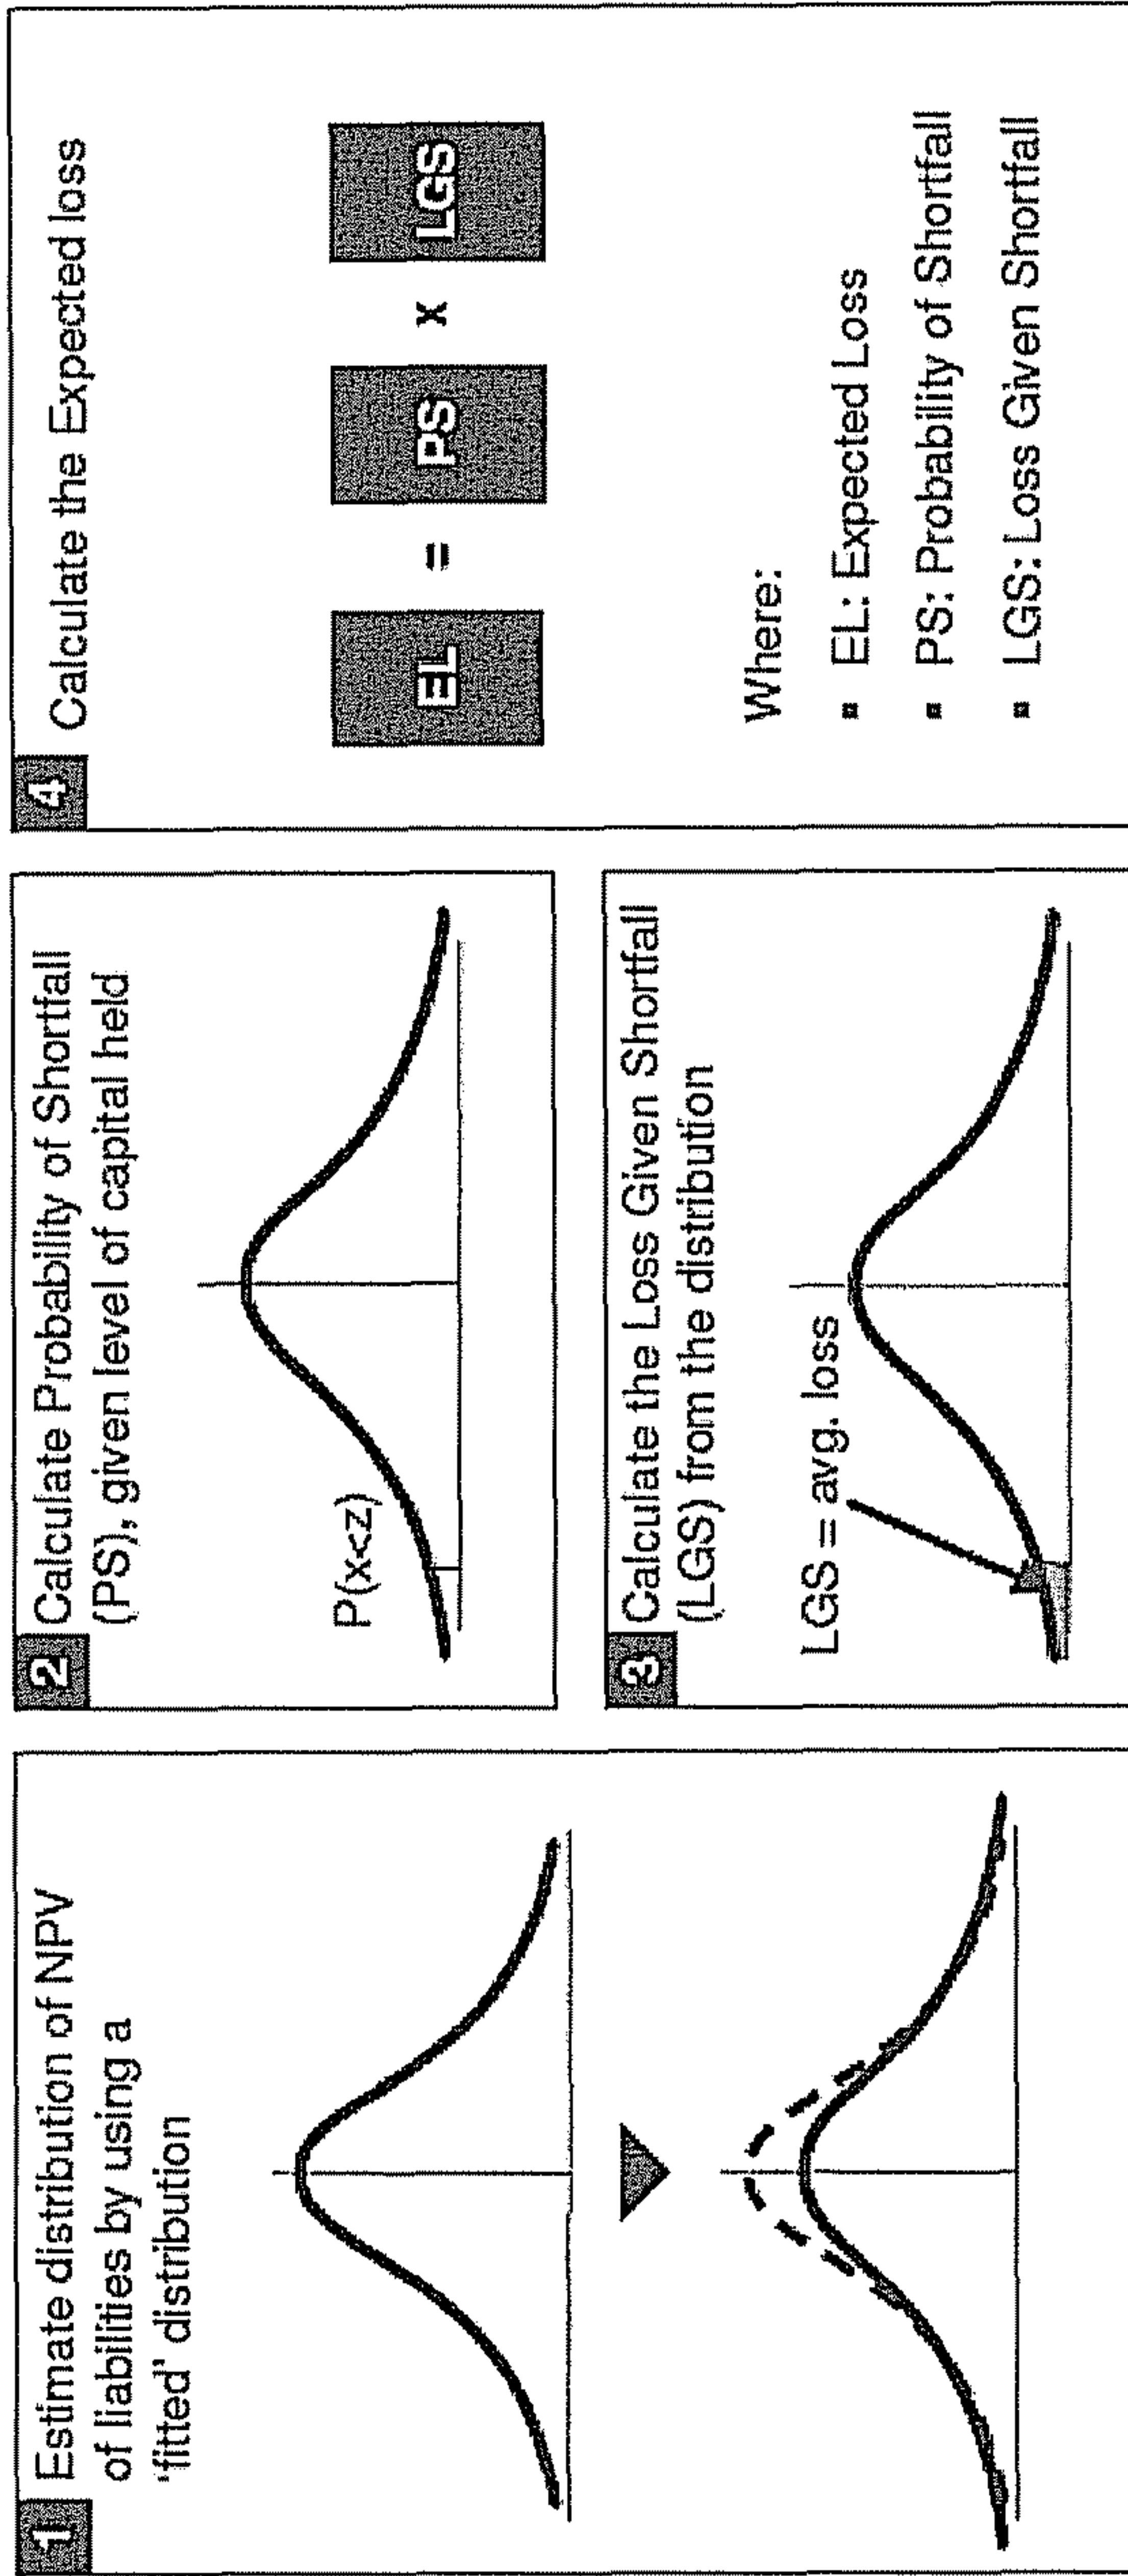 1
Estimate distribution of NPV
of liabilities by using a
'fitted' distribution
2
Calculate Probability of Shortfall
(PS), given level of capital held
P(x<z)
3
Calculate the Loss Given Shortfall
(LGS) from the distribution
LGS = avg. loss
4
Calculate the Expected loss
EL = PS x LGS
Where:
▪ EL: Expected Loss
▪ PS: Probability of Shortfall
▪ LGS: Loss Given Shortfall